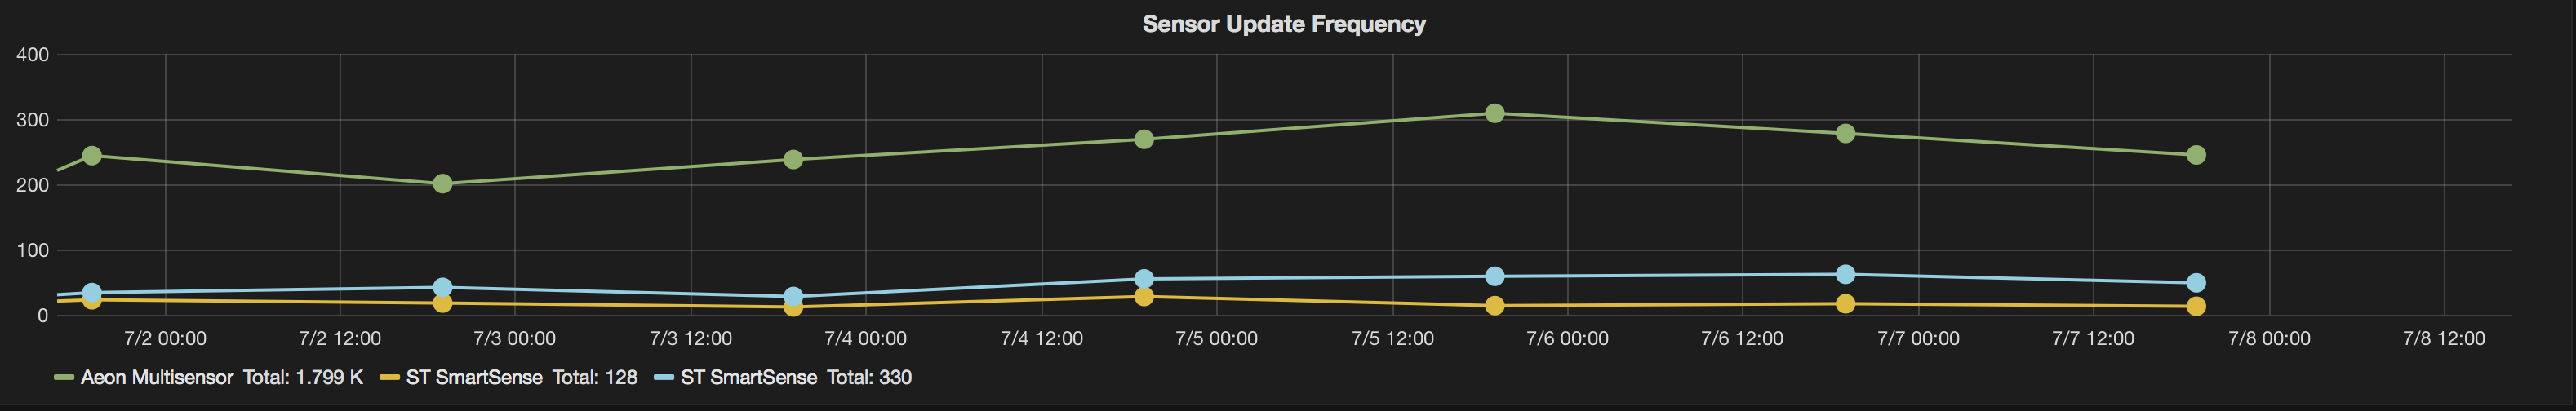 Sensor Update Frequency
400
300
200
100
0
7/2 00:00 7/2 12:00 7/3 00:00 7/3 12:00 7/4 00:00 7/4 12:00 7/5 00:00 7/5 12:00 7/6 00:00 7/6 12:00 7/7 00:00 7/7 12:00 7/8 00:00 7/8 12:00
Aeon Multisensor Total: 1.799 K ST SmartSense Total: 128 ST SmartSense Total: 330